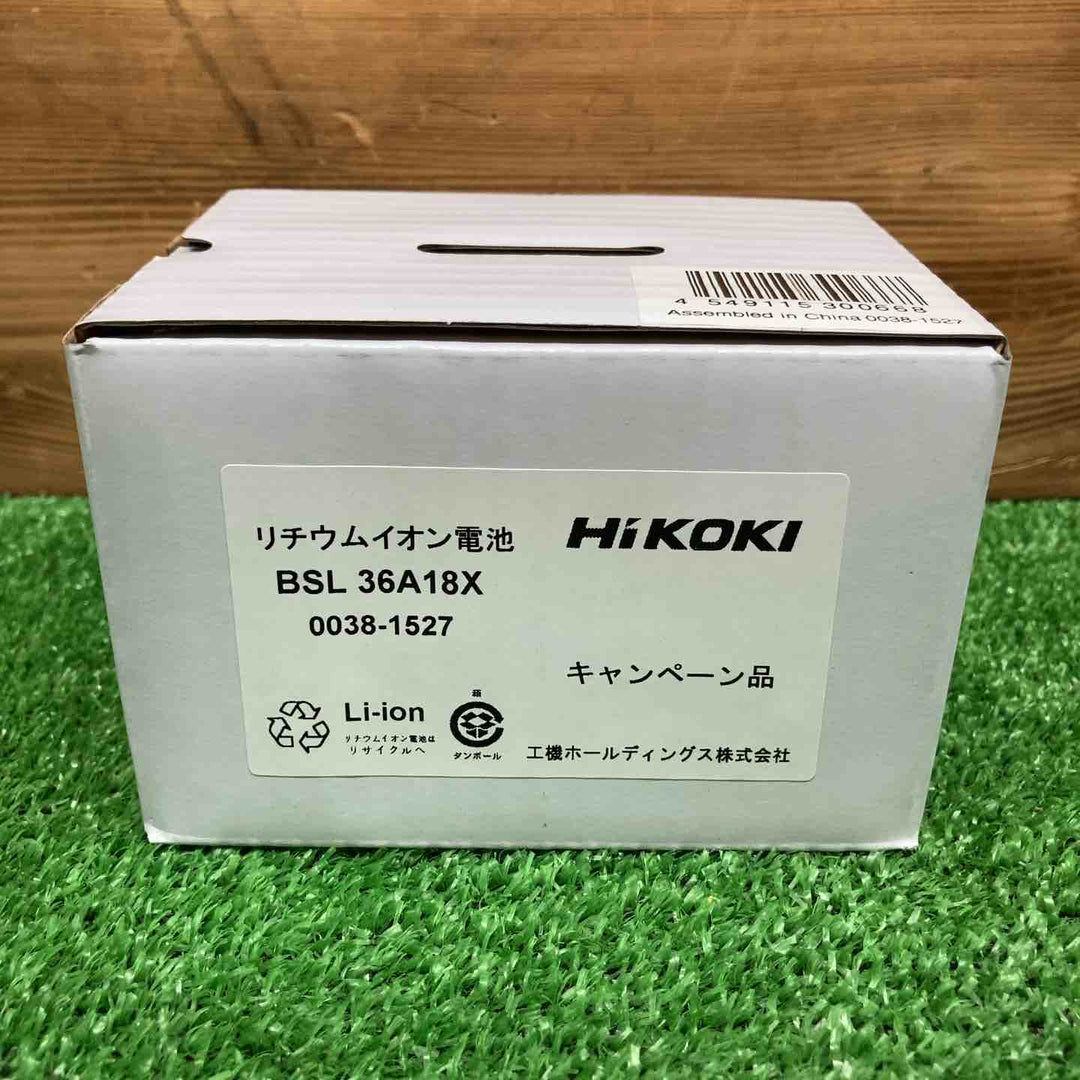 4 549115 300668
Assembled in China 0038-1527
リチウムイオン電池
HiKOKI
BSL 36A18X
0038-1527
キャンペーン品
Li-ion
リチウムイオン電池は
リサイクルへ
箱
ダンボール
工機ホールディングス株式会社